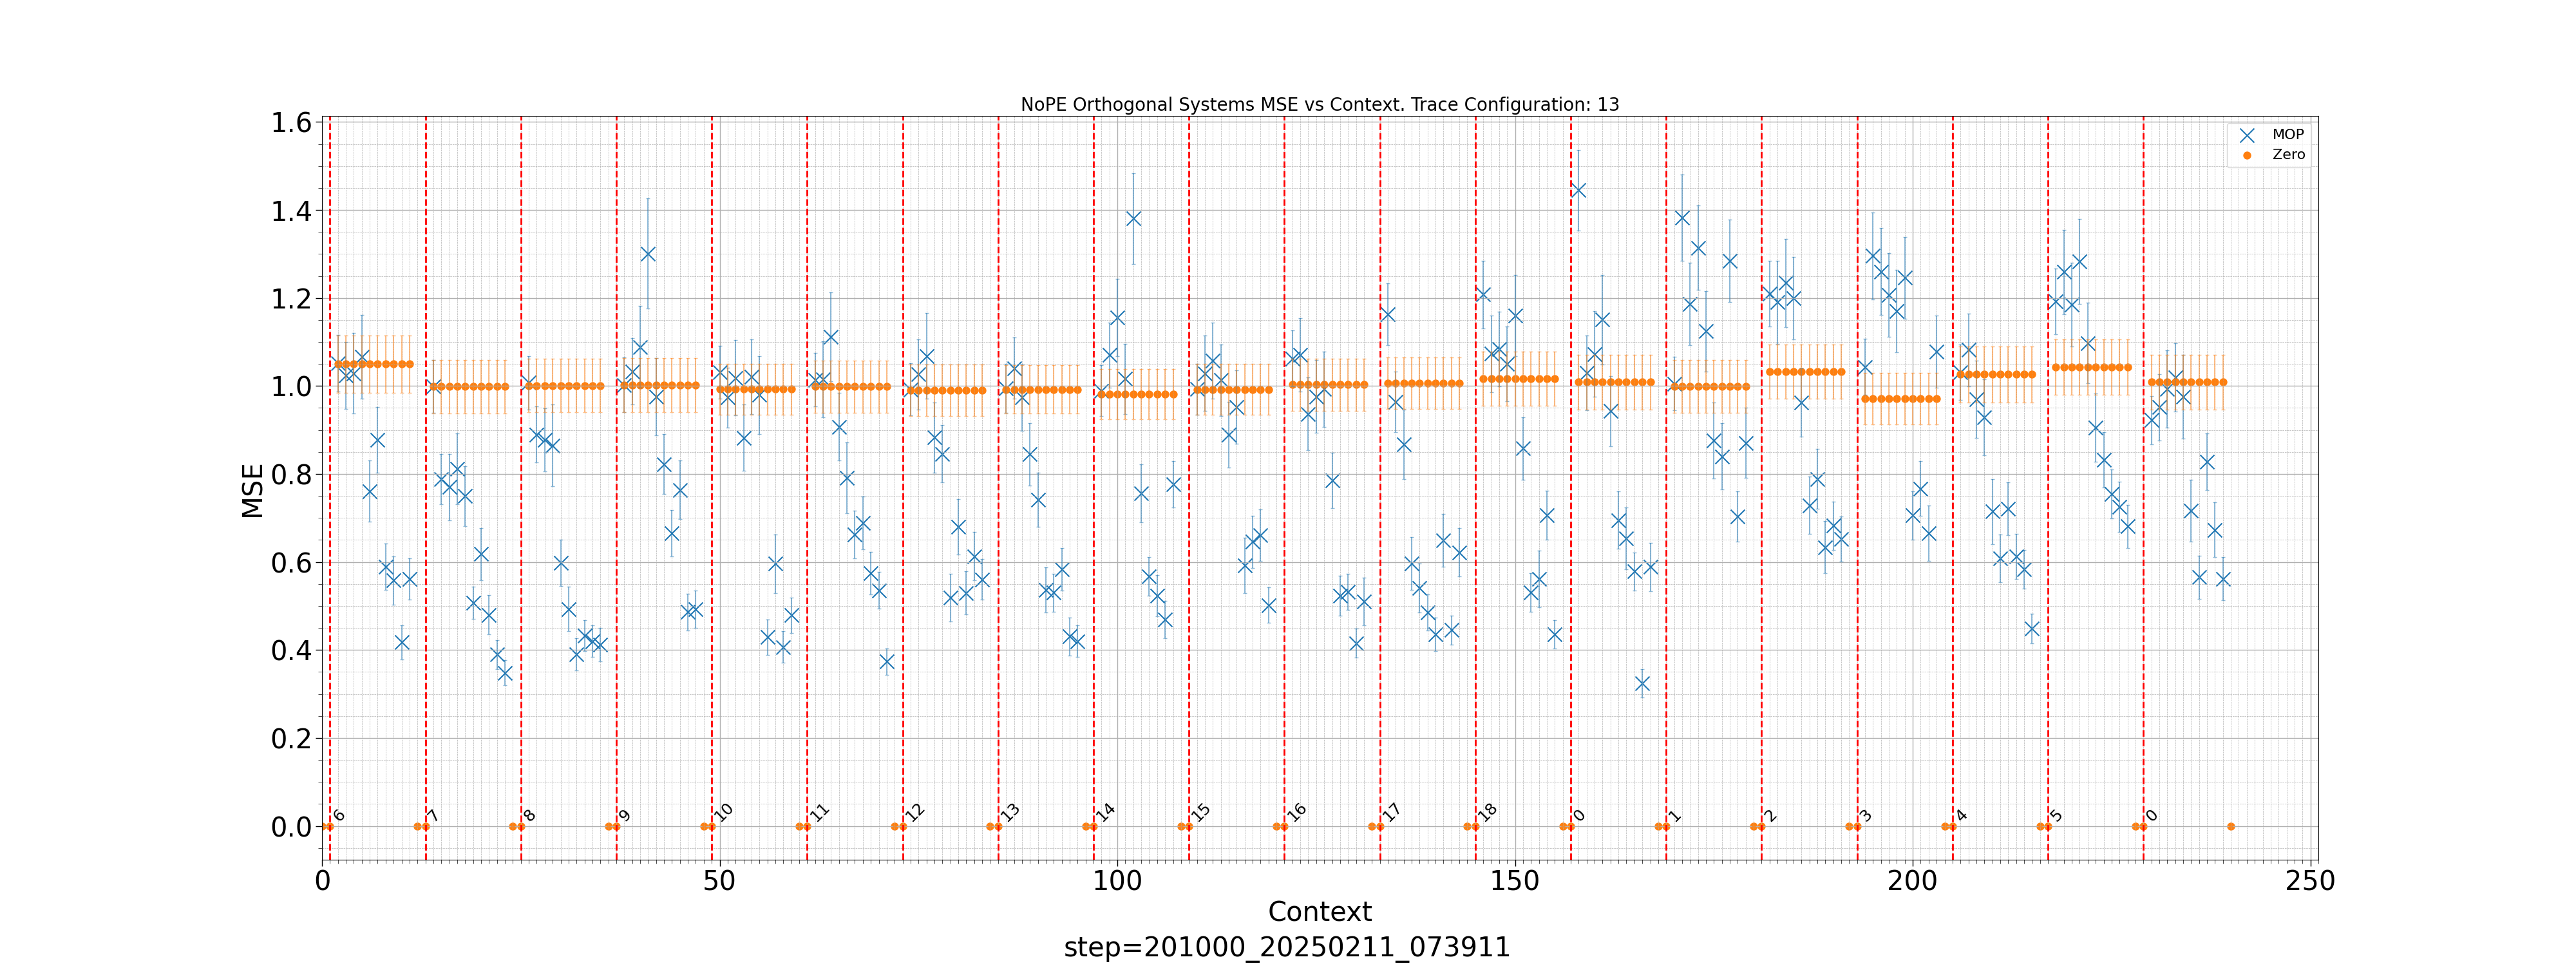 NoPE Orthogonal Systems MSE vs Context. Trace Configuration: 13
MOP
Zero
1.6
1.4
1.2
1.0
0.8
0.6
0.4
0.2
0.0
MSE
6 7 8 9 10 11 12 13 14 15 16 17 18 0 1 2 3 4 5 0
0 50 100 150 200 250
Context
step=201000_20250211_073911